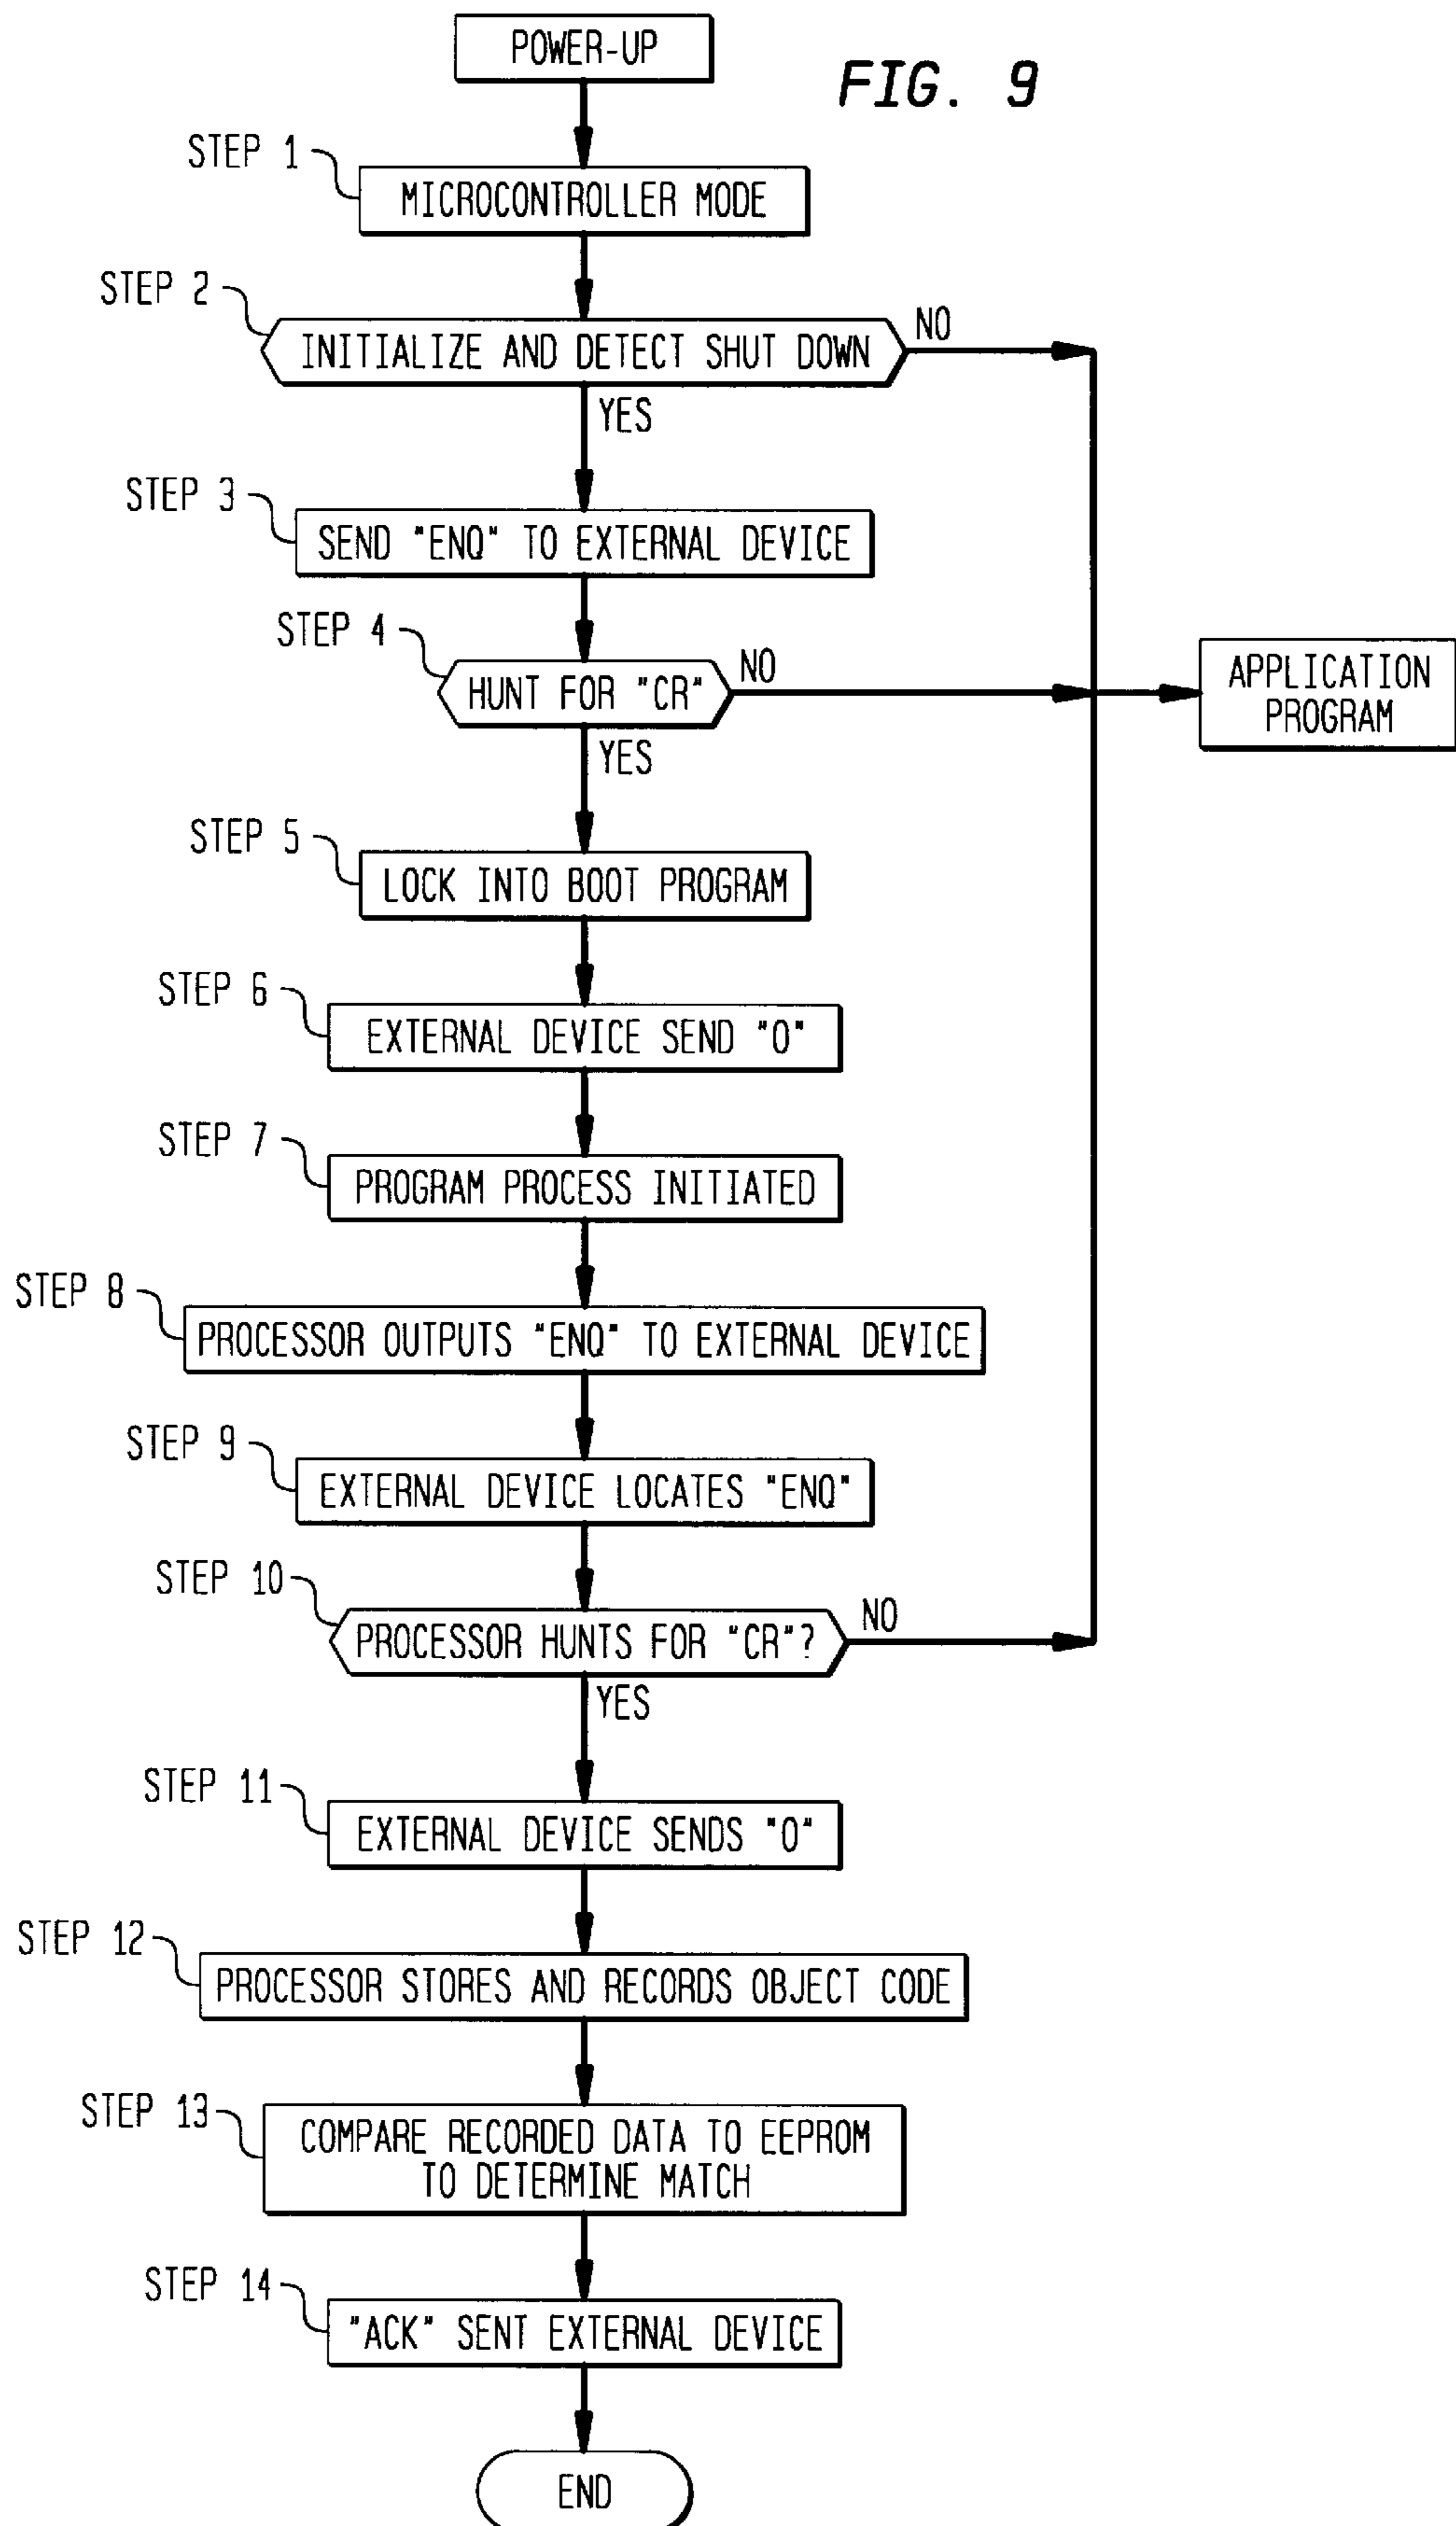 POWER-UP
FIG. 9
STEP 1
MICROCONTROLLER MODE
STEP 2
INITIALIZE AND DETECT SHUT DOWN
NO
YES
STEP 3
SEND "ENQ" TO EXTERNAL DEVICE
STEP 4
HUNT FOR "CR"
NO
YES
APPLICATION
PROGRAM
STEP 5
LOCK INTO BOOT PROGRAM
STEP 6
EXTERNAL DEVICE SEND "O"
STEP 7
PROGRAM PROCESS INITIATED
STEP 8
PROCESSOR OUTPUTS "ENQ" TO EXTERNAL DEVICE
STEP 9
EXTERNAL DEVICE LOCATES "ENQ"
STEP 10
PROCESSOR HUNTS FOR "CR"?
NO
YES
STEP 11
EXTERNAL DEVICE SENDS "O"
STEP 12
PROCESSOR STORES AND RECORDS OBJECT CODE
STEP 13
COMPARE RECORDED DATA TO EEPROM
TO DETERMINE MATCH
STEP 14
"ACK" SENT EXTERNAL DEVICE
END